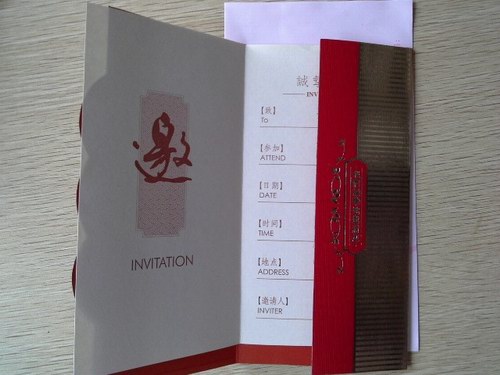 邀
INVITATION
誠
INV
【致】
To
【参加】
ATTEND
【日期】
DATE
【时间】
TIME
【地点】
ADDRESS
【邀请人】
INVITER